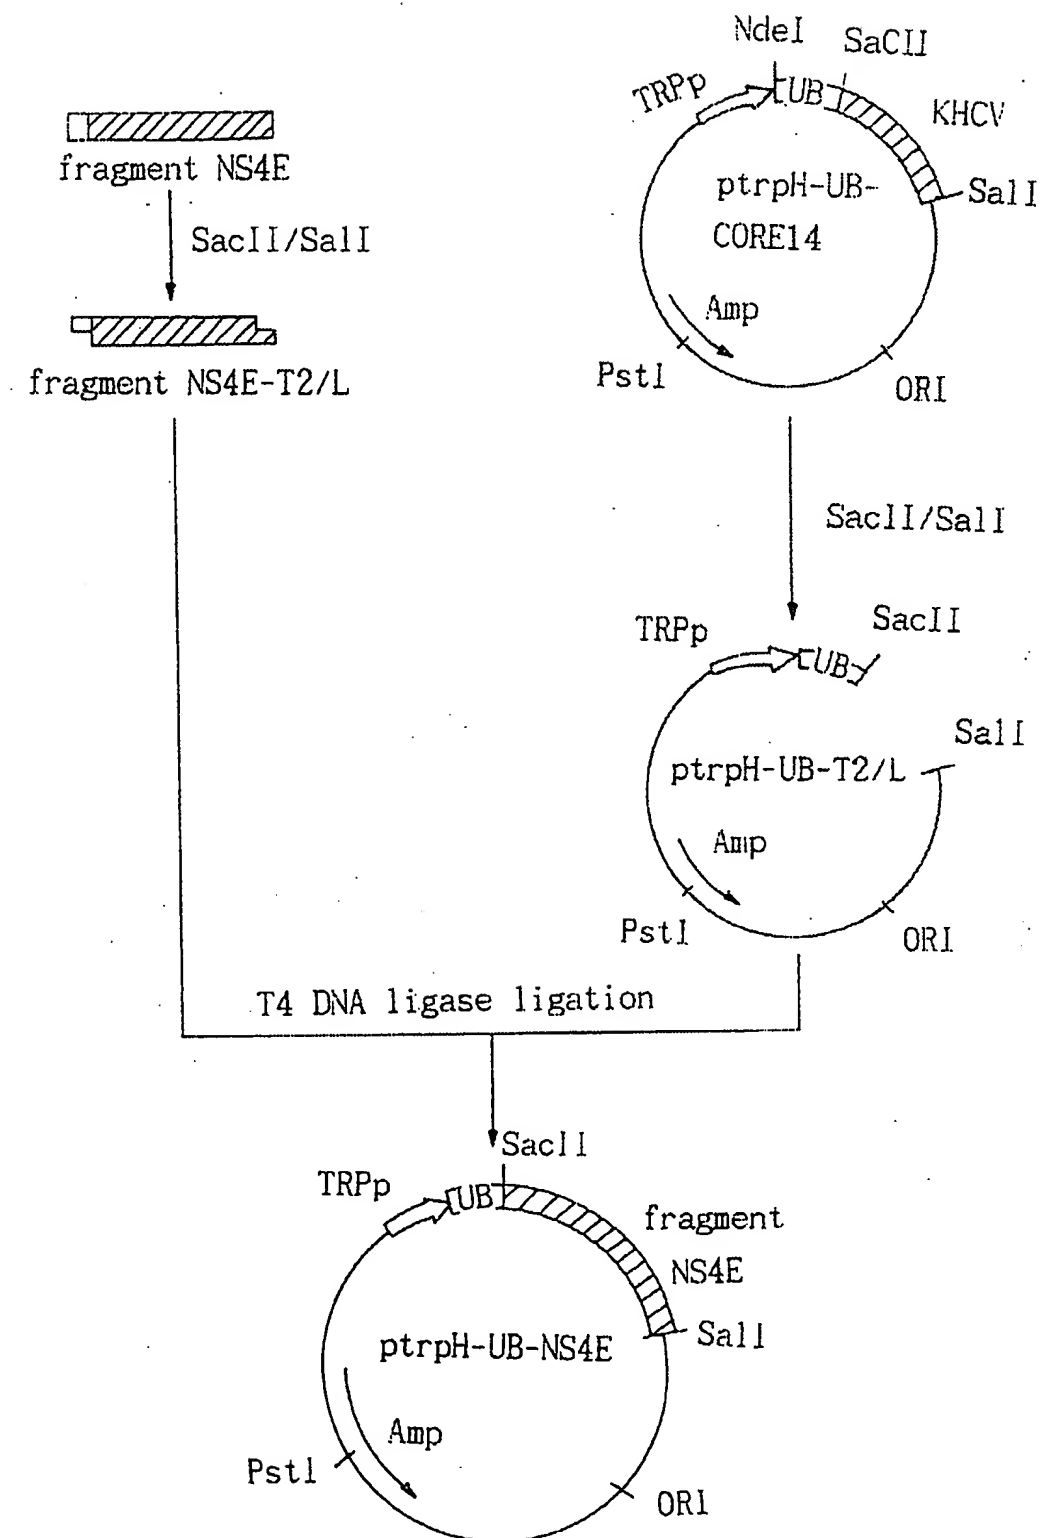 NdeI
SaCII
TRPp
UB
KHCV
SalI
ptrpH-UB-
CORE14
Amp
PstI
ORI
fragment NS4E
SacII/SalI
fragment NS4E-T2/L
SacII/SalI
TRPp
UB
SacII
SalI
ptrpH-UB-T2/L
Amp
PstI
ORI
T4 DNA ligase ligation
SacII
TRPp
UB
fragment
NS4E
SalI
ptrpH-UB-NS4E
Amp
PstI
ORI